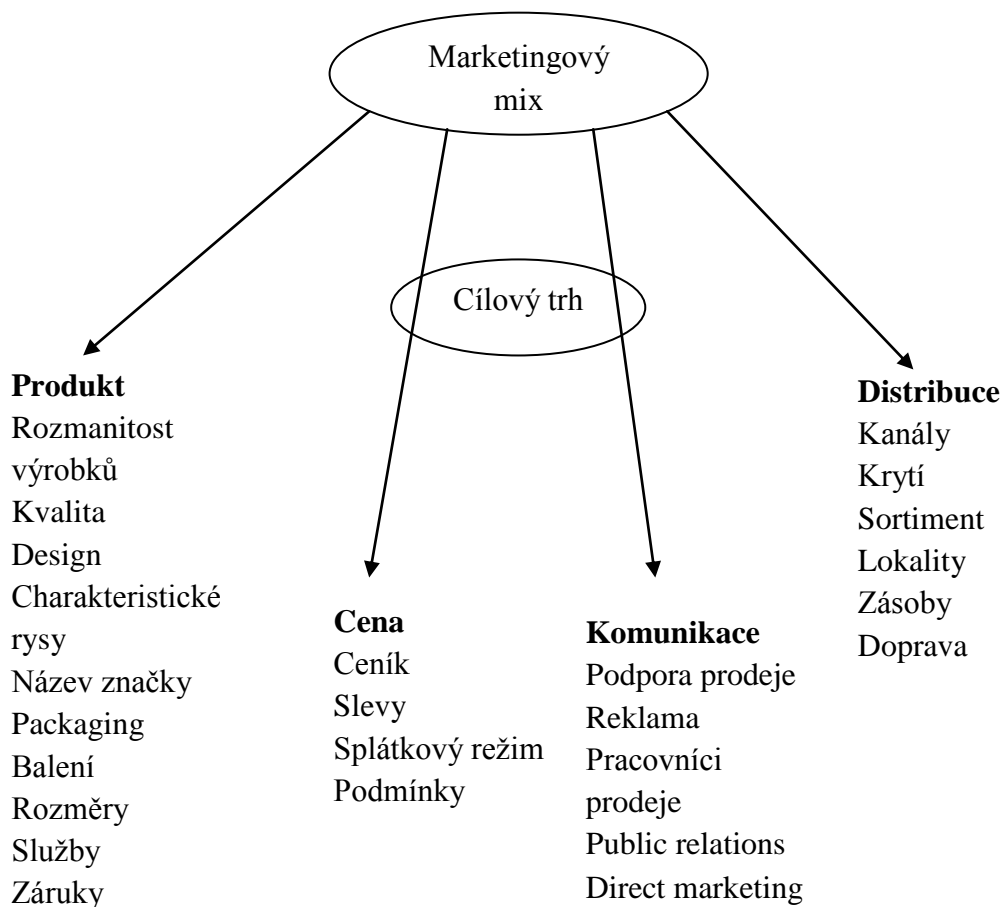 Marketingový
mix
Cílový trh
Produkt
Rozmanitost
výrobků
Kvalita
Design
Charakteristické
rysy
Název značky
Packaging
Balení
Rozměry
Služby
Záruky
Cena
Ceník
Slevy
Splátkový režim
Podmínky
Komunikace
Podpora prodeje
Reklama
Pracovníci
prodeje
Public relations
Direct marketing
Distribuce
Kanály
Krytí
Sortiment
Lokality
Zásoby
Doprava